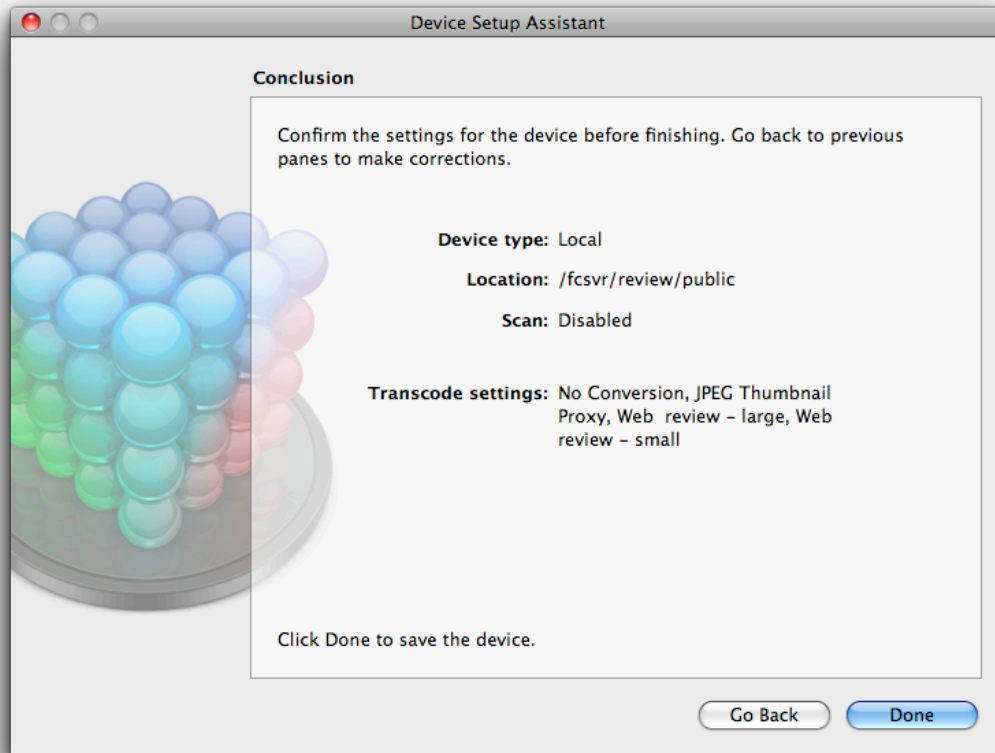 Device Setup Assistant
Conclusion
Confirm the settings for the device before finishing. Go back to previous
panes to make corrections.
Device type: Local
Location: /fcsvr/review/public
Scan: Disabled
Transcode settings: No Conversion, JPEG Thumbnail
Proxy, Web  review – large, Web
review – small
Click Done to save the device.
Go Back Done